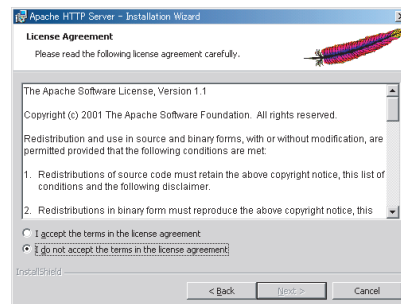 Apache HTTP Server - Installation Wizard
License Agreement
Please read the following license agreement carefully.
The Apache Software License, Version 1.1
Copyright (c) 2001 The Apache Software Foundation. All rights reserved.
Redistribution and use in source and binary forms, with or without modification, are
permitted provided that the following conditions are met:
1. Redistributions of source code must retain the above copyright notice, this list of
conditions and the following disclaimer.
2. Redistributions in binary form must reproduce the above copyright notice, this
I accept the terms in the license agreement
I do not accept the terms in the license agreement
InstallShield
< Back
Next >
Cancel